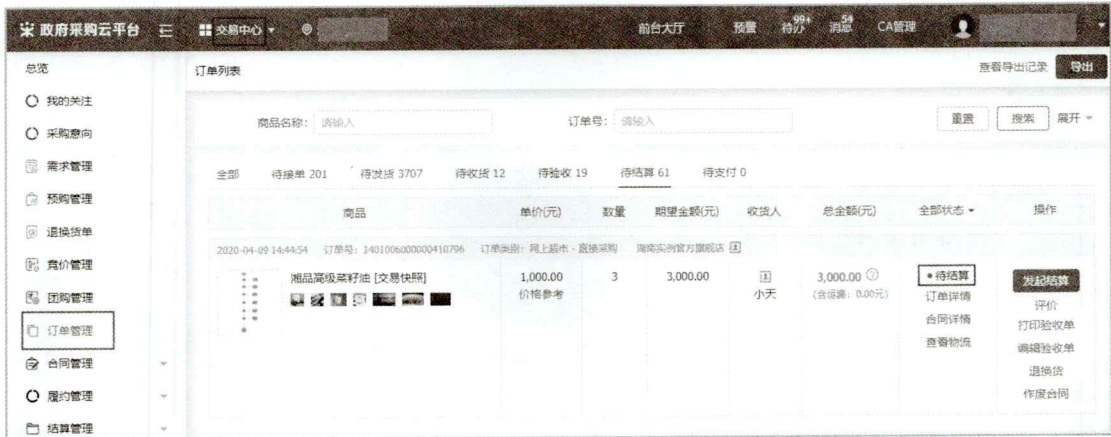 政府采购云平台 交易中心 前台大厅 预警 待办 99+ 消息 54 CA管理
总览
我的关注
采购意向
需求管理
预购管理
退换货单
竞价管理
团购管理
订单管理
合同管理
履约管理
结算管理
订单列表 查看导出记录 导出
商品名称: 请输入 订单号: 请输入 重置 搜索 展开
全部 待接单 201 待发货 3707 待收货 12 待验收 19 待结算 61 待支付 0
商品 单价(元) 数量 期望金额(元) 收货人 总金额(元) 全部状态 操作
2020-04-09 14:44:54 订单号: 1401006000000410796 订单类别: 网上超市 - 直接采购 湖南实例官方旗舰店
湘品高级菜籽油 [交易快照] 1,000.00 3 3,000.00 3,000.00 待结算 发起结算
价格参考 小天 (含运费: 0.00元) 订单详情 评价
合同详情 打印验收单
查看物流 编辑验收单
退换货
作废合同